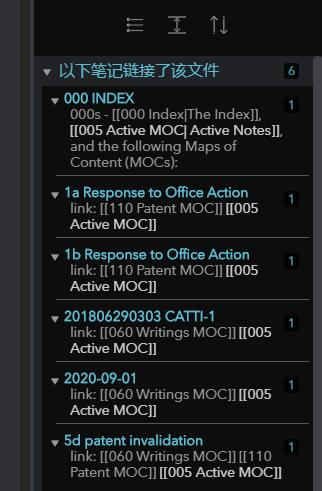 以下笔记链接了该文件 6
000 INDEX 1
000s - [[000 Index|The Index]],
[[005 Active MOC| Active Notes]],
and the following Maps of
Content (MOCs):
1a Response to Office Action 1
link: [[110 Patent MOC]] [[005
Active MOC]]
1b Response to Office Action 1
link: [[110 Patent MOC]] [[005
Active MOC]]
201806290303 CATTI-1 1
link: [[060 Writings MOC]] [[005
Active MOC]]
2020-09-01 1
link: [[060 Writings MOC]] [[005
Active MOC]]
5d patent invalidation 1
link: [[060 Writings MOC]] [[110
Patent MOC]] [[005 Active MOC]]